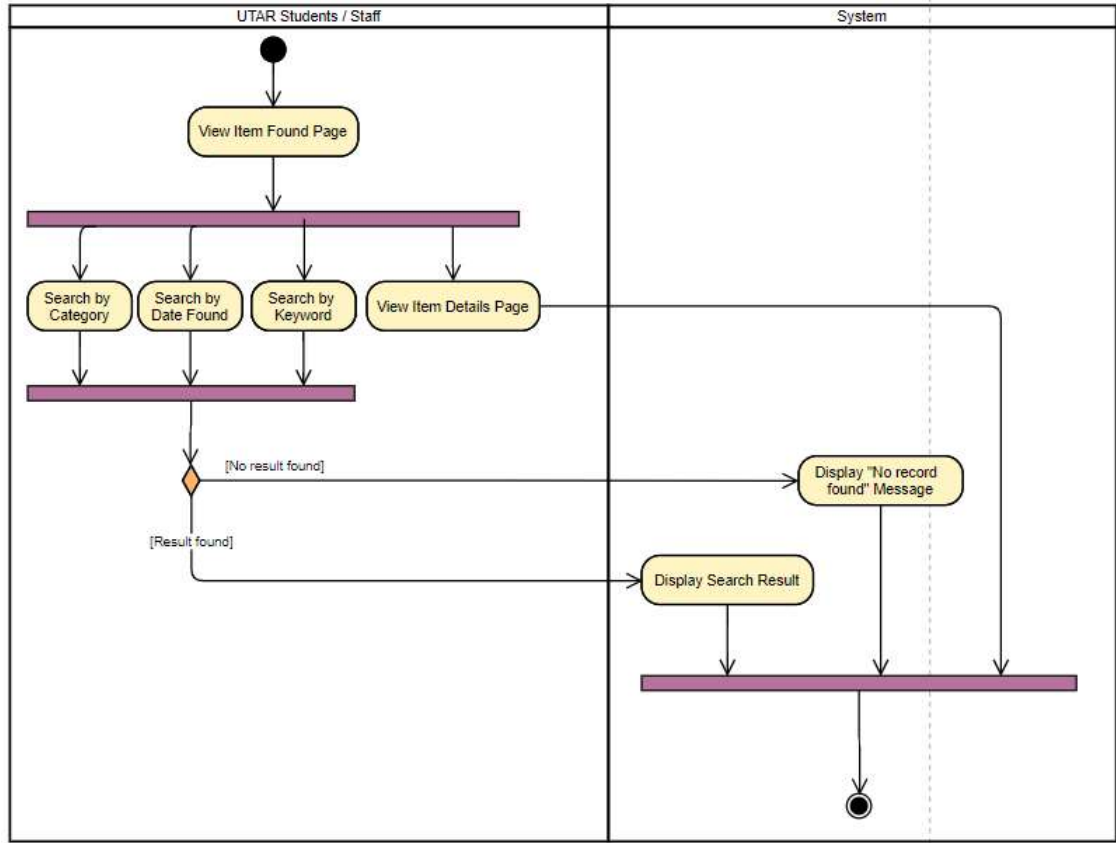 UTAR Students / Staff
System
View Item Found Page
Search by
Category
Search by
Date Found
Search by
Keyword
View Item Details Page
[No result found]
Display "No record
found" Message
[Result found]
Display Search Result